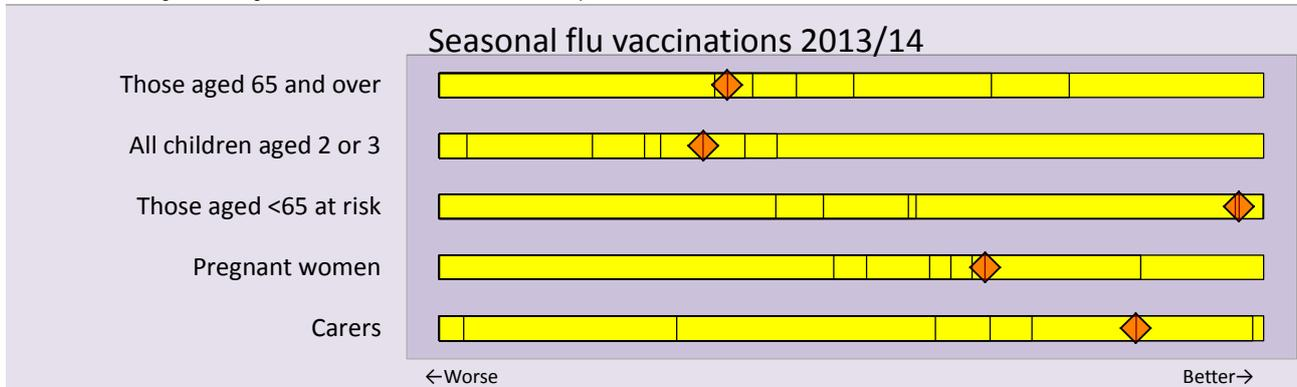 Seasonal flu vaccinations 2013/14
Those aged 65 and over
All children aged 2 or 3
Those aged <65 at risk
Pregnant women
Carers
←Worse
Better→